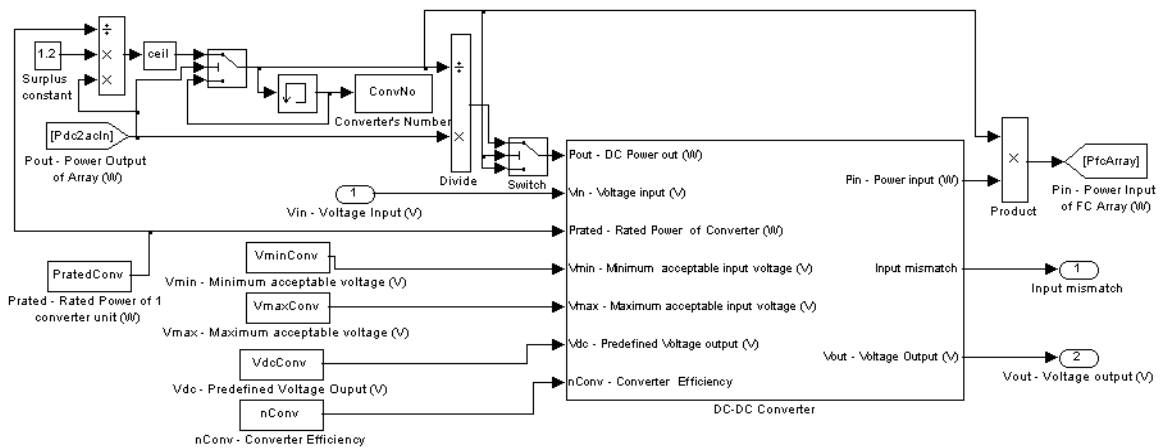 1.2
Surplus
constant
ceil
ConvNo
Converter's Number
[Pdc2acIn]
Pout - Power Output
of Array (W)
Divide
Switch
1
Vin - Voltage Input (V)
PratedConv
Prated - Rated Power of 1
converter unit (W)
VminConv
Vmin - Minimum acceptable voltage (V)
VmaxConv
Vmax - Maximum acceptable voltage (V)
VdcConv
Vdc - Predefined Voltage Ouput (V)
nConv
nConv - Converter Efficiency
Pout - DC Power out (W)
Vin - Voltage input (V)
Prated - Rated Power of Converter (W)
Vmin - Minimum acceptable input voltage (V)
Vmax - Maximum acceptable input voltage (V)
Vdc - Predefined Voltage output (V)
nConv - Converter Efficiency
Pin - Power input (W)
Input mismatch
Vout - Voltage Output (V)
DC-DC Converter
Product
[PfcArray]
Pin - Power Input
of FC Array (W)
1
Input mismatch
2
Vout - Voltage output (V)